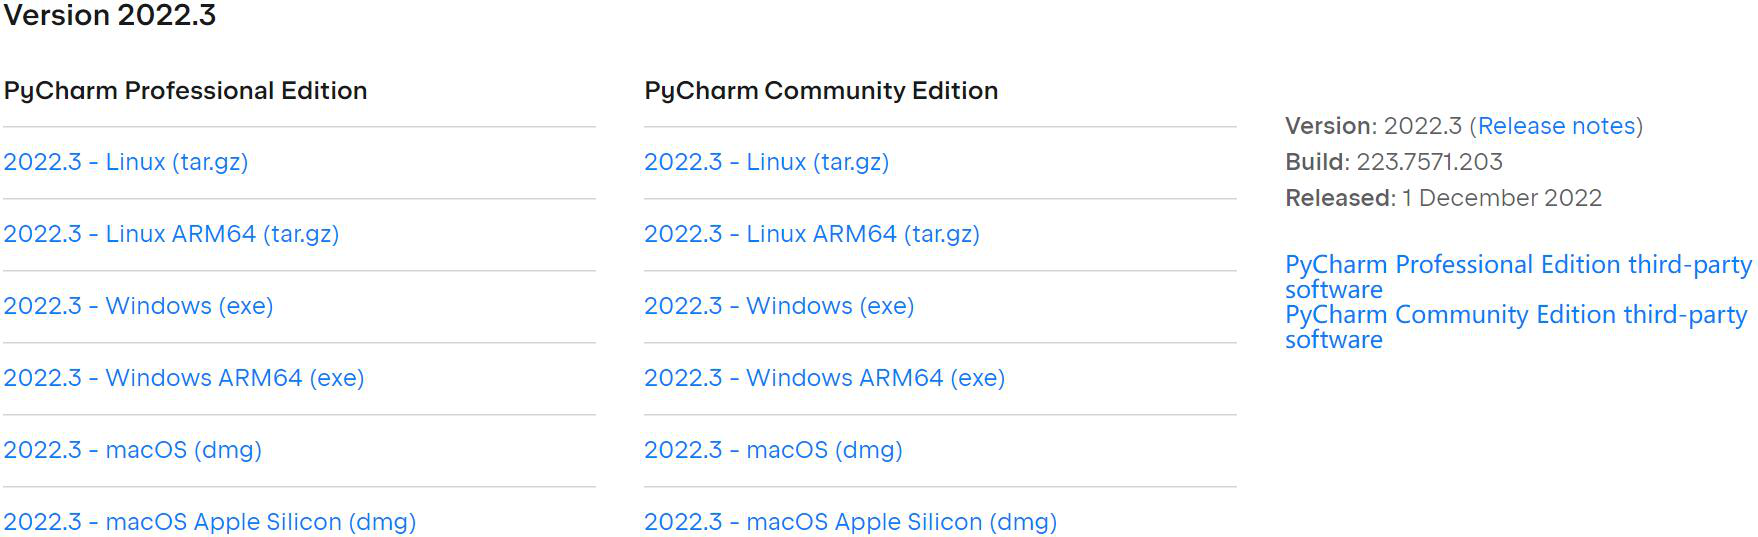 Version 2022.3
PyCharm Professional Edition
2022.3 - Linux (tar.gz)
2022.3 - Linux ARM64 (tar.gz)
2022.3 - Windows (exe)
2022.3 - Windows ARM64 (exe)
2022.3 - macOS (dmg)
2022.3 - macOS Apple Silicon (dmg)
PyCharm Community Edition
2022.3 - Linux (tar.gz)
2022.3 - Linux ARM64 (tar.gz)
2022.3 - Windows (exe)
2022.3 - Windows ARM64 (exe)
2022.3 - macOS (dmg)
2022.3 - macOS Apple Silicon (dmg)
Version: 2022.3 (Release notes)
Build: 223.7571.203
Released: 1 December 2022
PyCharm Professional Edition third-party
software
PyCharm Community Edition third-party
software